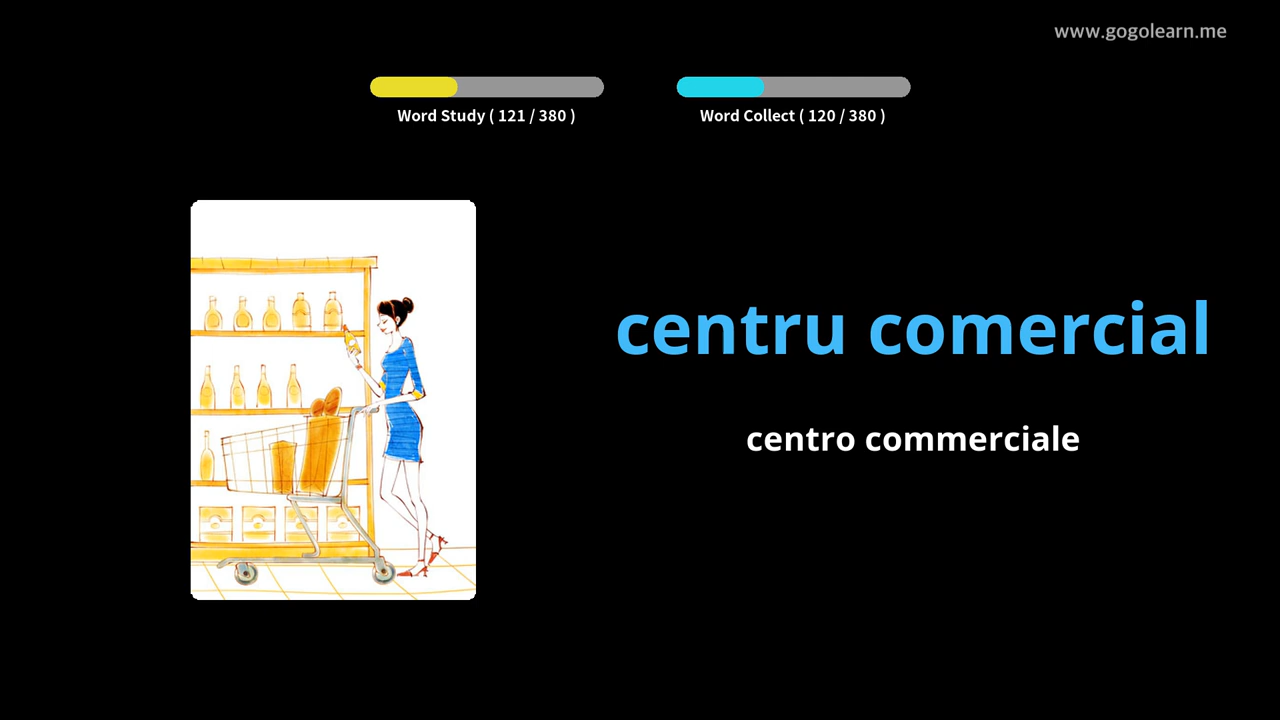 www.gogolearn.me
Word Study ( 121 / 380 )
Word Collect ( 120 / 380 )
centru comercial
centro commerciale